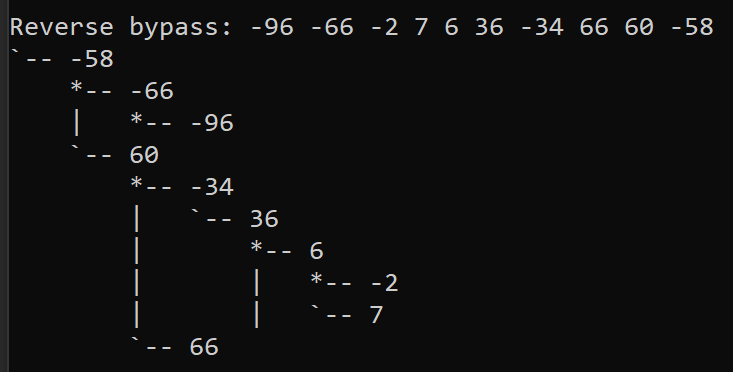 Reverse bypass: -96 -66 -2 7 6 36 -34 66 60 -58
`-- -58
    *-- -66
    |   *-- -96
    `-- 60
        *-- -34
        |   `-- 36
        |       *-- 6
        |       |   *-- -2
        |       |   `-- 7
        `-- 66